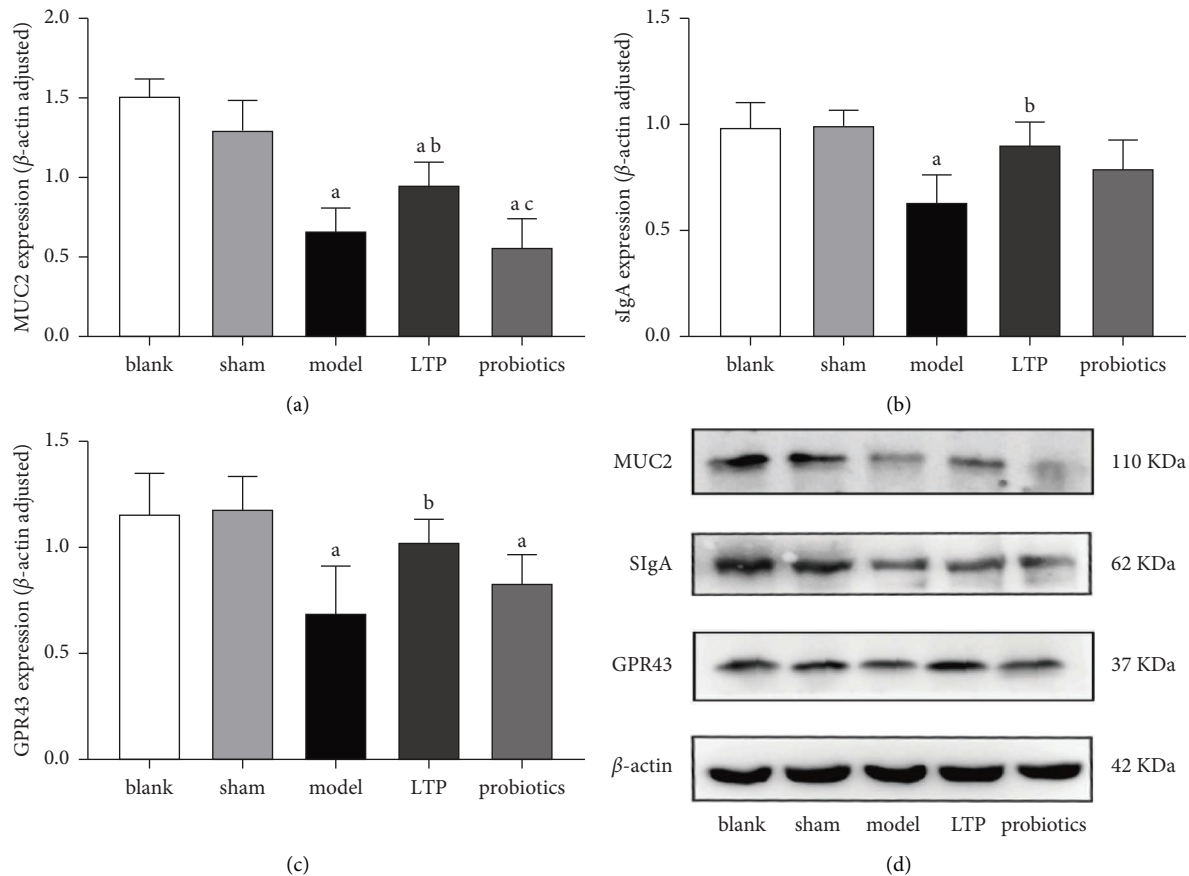 MUC2 expression (β-actin adjusted)
2.0
1.5
1.0
0.5
0.0
a
a b
a c
blank sham model LTP probiotics
(a)
sIgA expression (β-actin adjusted)
1.5
1.0
0.5
0.0
a
b
blank sham model LTP probiotics
(b)
GPR43 expression (β-actin adjusted)
1.5
1.0
0.5
0.0
a
b
a
blank sham model LTP probiotics
(c)
MUC2 110 KDa
SIgA 62 KDa
GPR43 37 KDa
β-actin 42 KDa
blank sham model LTP probiotics
(d)